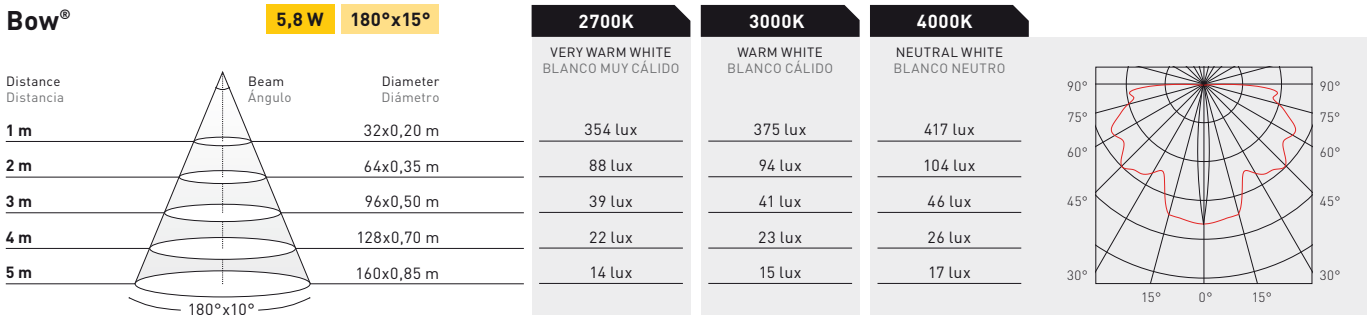 Bow®
5,8 W 180°x15°
2700K 3000K 4000K
VERY WARM WHITE WARM WHITE NEUTRAL WHITE
BLANCO MUY CÁLIDO BLANCO CÁLIDO BLANCO NEUTRO
Distance Beam Diameter
Distancia Ángulo Diámetro
1 m 32x0,20 m 354 lux 375 lux 417 lux
2 m 64x0,35 m 88 lux 94 lux 104 lux
3 m 96x0,50 m 39 lux 41 lux 46 lux
4 m 128x0,70 m 22 lux 23 lux 26 lux
5 m 160x0,85 m 14 lux 15 lux 17 lux
180°x10°
90° 90°
75° 75°
60° 60°
45° 45°
30° 30°
15° 0° 15°